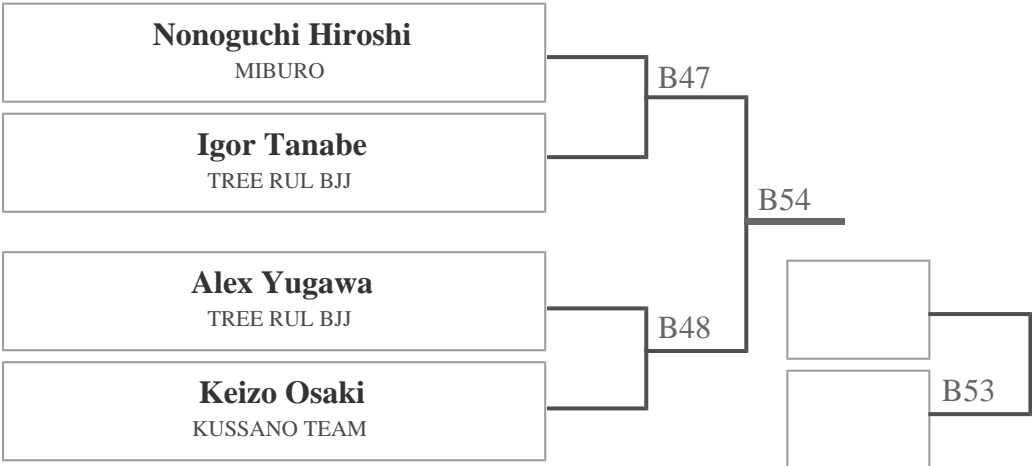 Nonoguchi Hiroshi
MIBURO
B47
Igor Tanabe
TREE RUL BJJ
B54
Alex Yugawa
TREE RUL BJJ
B48
Keizo Osaki
KUSSANO TEAM
B53